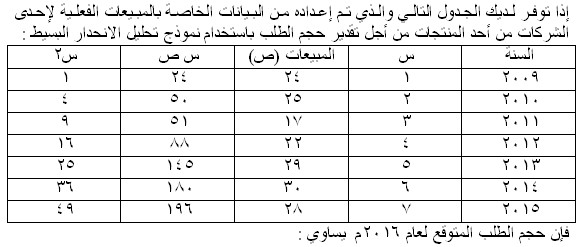 إذا توفر لديك الجدول التالي والذي تم إعداده من البيانات الخاصة بالمبيعات الفعلية لإحدى
الشركات من أحد المنتجات من أجل تقدير حجم الطلب باستخدام نموذج تحليل الانحدار البسيط :
السنة س المبيعات (ص) س ص س٢
٢٠٠٩ ١ ٢٤ ٢٤ ١
٢٠١٠ ٢ ٢٥ ٥٠ ٤
٢٠١١ ٣ ١٧ ٥١ ٩
٢٠١٢ ٤ ٢٢ ٨٨ ١٦
٢٠١٣ ٥ ٢٩ ١٤٥ ٢٥
٢٠١٤ ٦ ٣٠ ١٨٠ ٣٦
٢٠١٥ ٧ ٢٨ ١٩٦ ٤٩
فإن حجم الطلب المتوقع لعام ٢٠١٦ م يساوي :